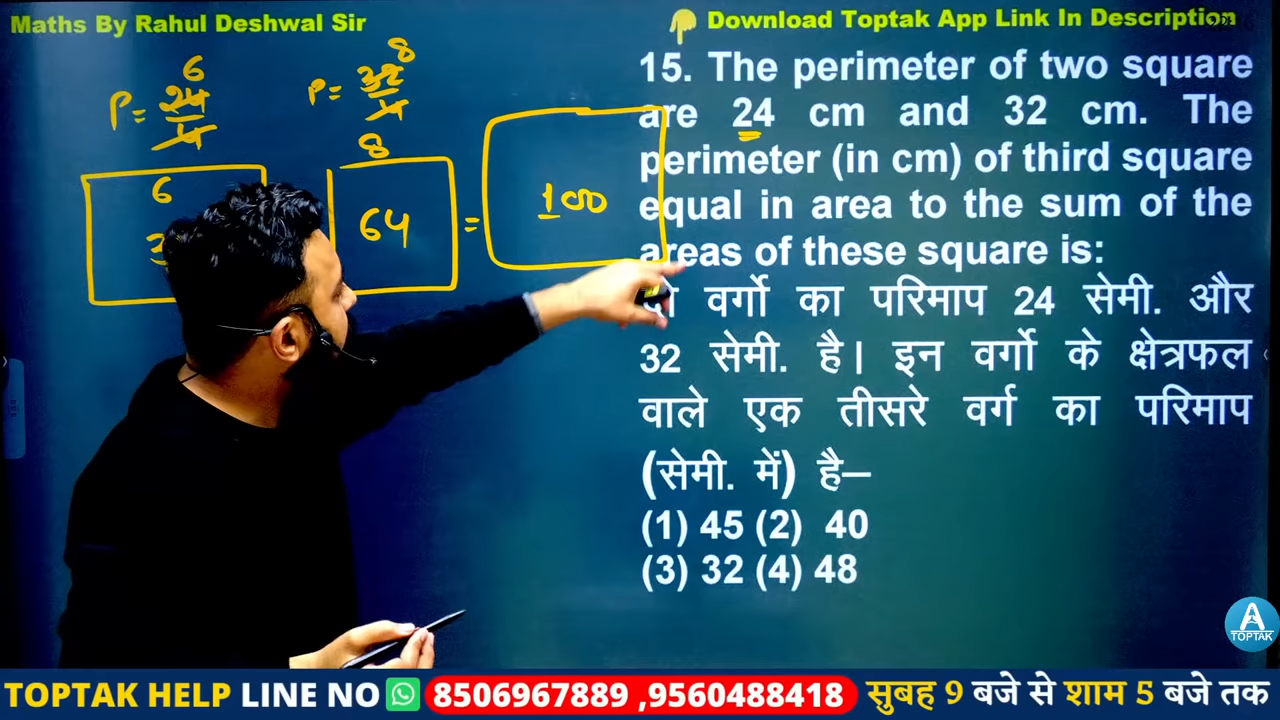 Maths By Rahul Deshwal Sir
Download Toptak App Link In Description
15. The perimeter of two square
are 24 cm and 32 cm. The
perimeter (in cm) of third square
equal in area to the sum of the
areas of these square is:
वर्गो का परिमाप 24 सेमी. और
32 सेमी. है। इन वर्गो के क्षेत्रफल
वाले एक तीसरे वर्ग का परिमाप
(सेमी. में) है–
(1) 45 (2) 40
(3) 32 (4) 48
6
P = 24/4
8
P = 32/4
6
8
64
=
100
A
TOPTAK
TOPTAK HELP LINE NO 8506967889 ,9560488418 सुबह 9 बजे से शाम 5 बजे तक